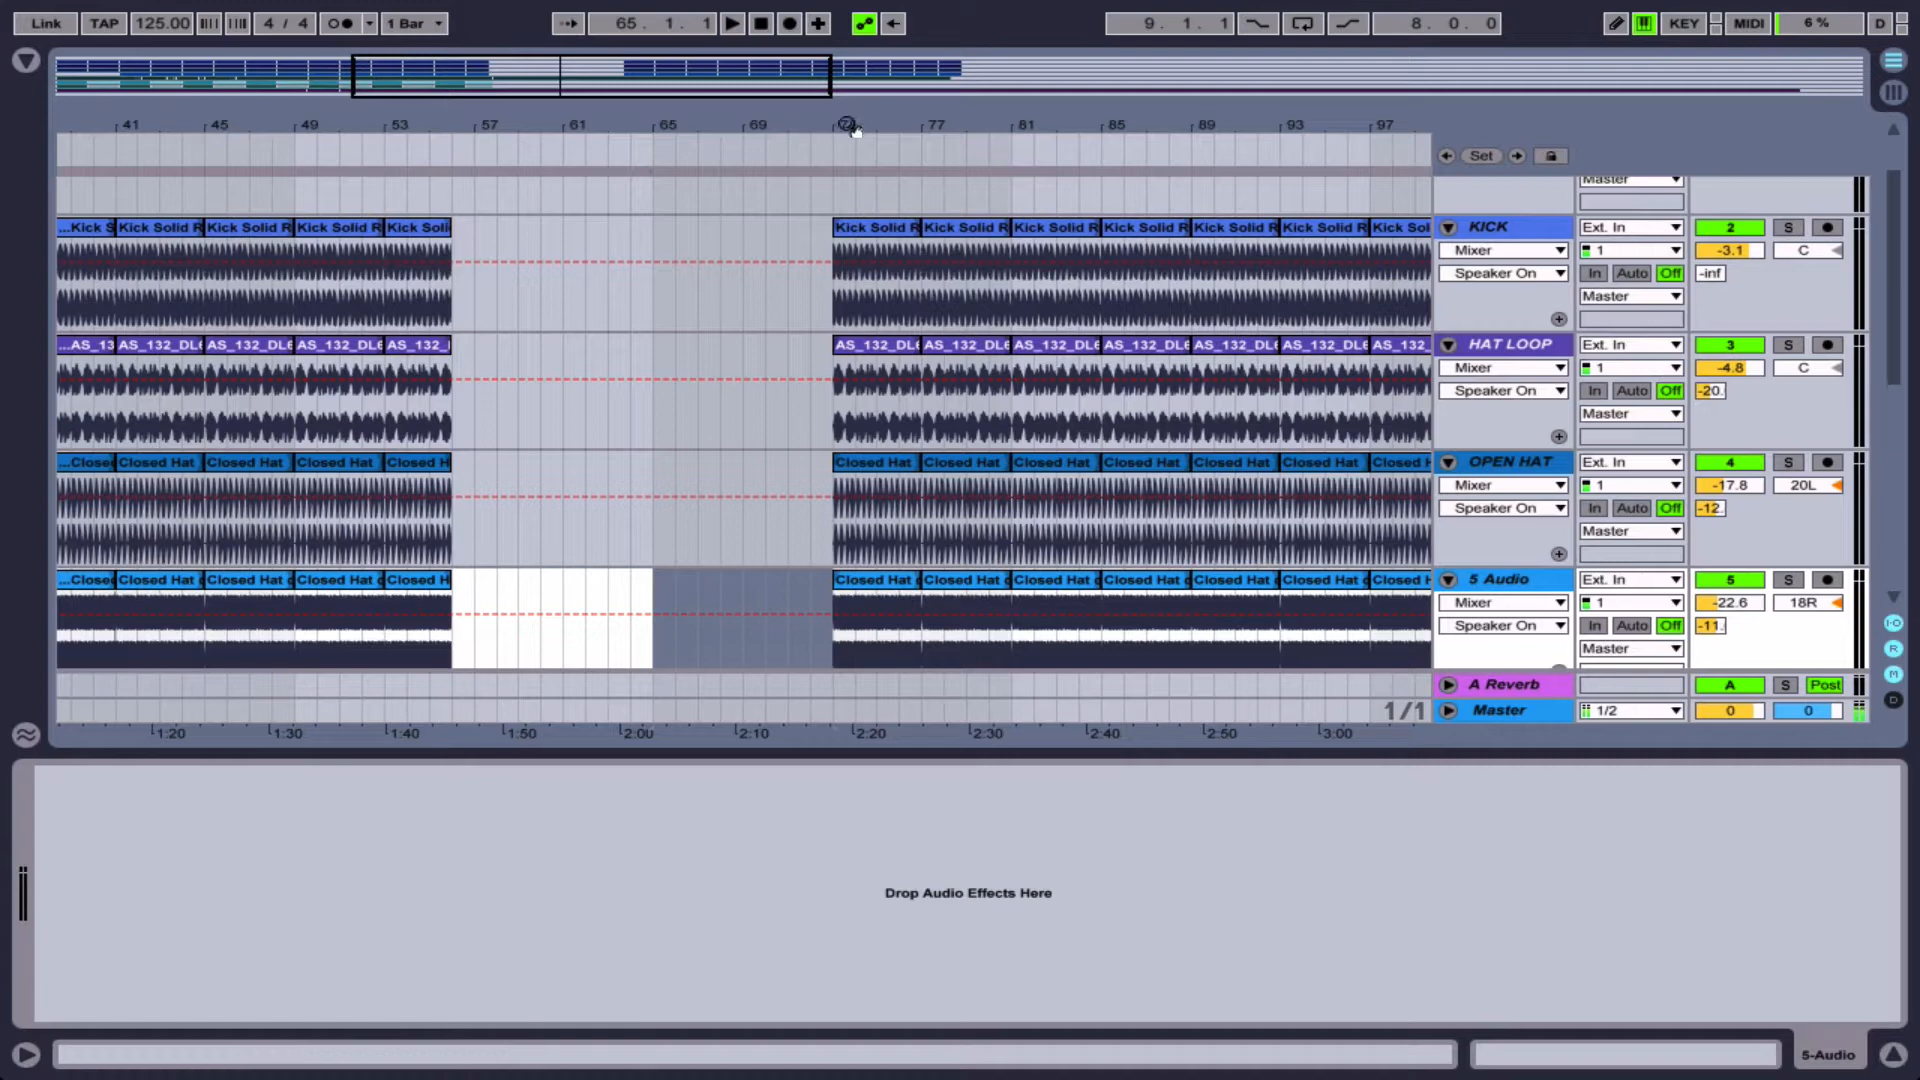 Link TAP 125.00 4 / 4 1 Bar 65. 1. 1 9. 1. 1 8. 0. 0 KEY MIDI 6 % D
41 45 49 53 57 61 65 69 77 81 85 89 93 97
Set
Master
...Kick S Kick Solid R Kick Solid R Kick Solid R Kick Soli Kick Solid R Kick Solid R Kick Solid R Kick Solid R Kick Solid R Kick Solid R Kick Sol KICK Ext. In 2 S
Mixer 1 -3.1 C
Speaker On In Auto Off -inf
Master
...AS_13 AS_132_DL AS_132_DL AS_132_DL AS_132_ AS_132_DL AS_132_DL AS_132_DL AS_132_DL AS_132_DL AS_132_DL AS_132_ HAT LOOP Ext. In 3 S
Mixer 1 -4.8 C
Speaker On In Auto Off -20.
Master
...Closed Closed Hat Closed Hat Closed Hat Closed H Closed Hat Closed Hat Closed Hat Closed Hat Closed Hat Closed Hat Closed H OPEN HAT Ext. In 4 S
Mixer 1 -17.8 20L
Speaker On In Auto Off -12.
Master
...Closed Closed Hat Closed Hat Closed Hat Closed H Closed Hat Closed Hat Closed Hat Closed Hat Closed Hat Closed Hat Closed H 5 Audio Ext. In 5 S
Mixer 1 -22.6 18R
Speaker On In Auto Off -11.
Master
A Reverb A S Post
1/1 Master 1/2 0 0
1:20 1:30 1:40 1:50 2:00 2:10 2:20 2:30 2:40 2:50 3:00
I·O
R
M
D
Drop Audio Effects Here
5-Audio